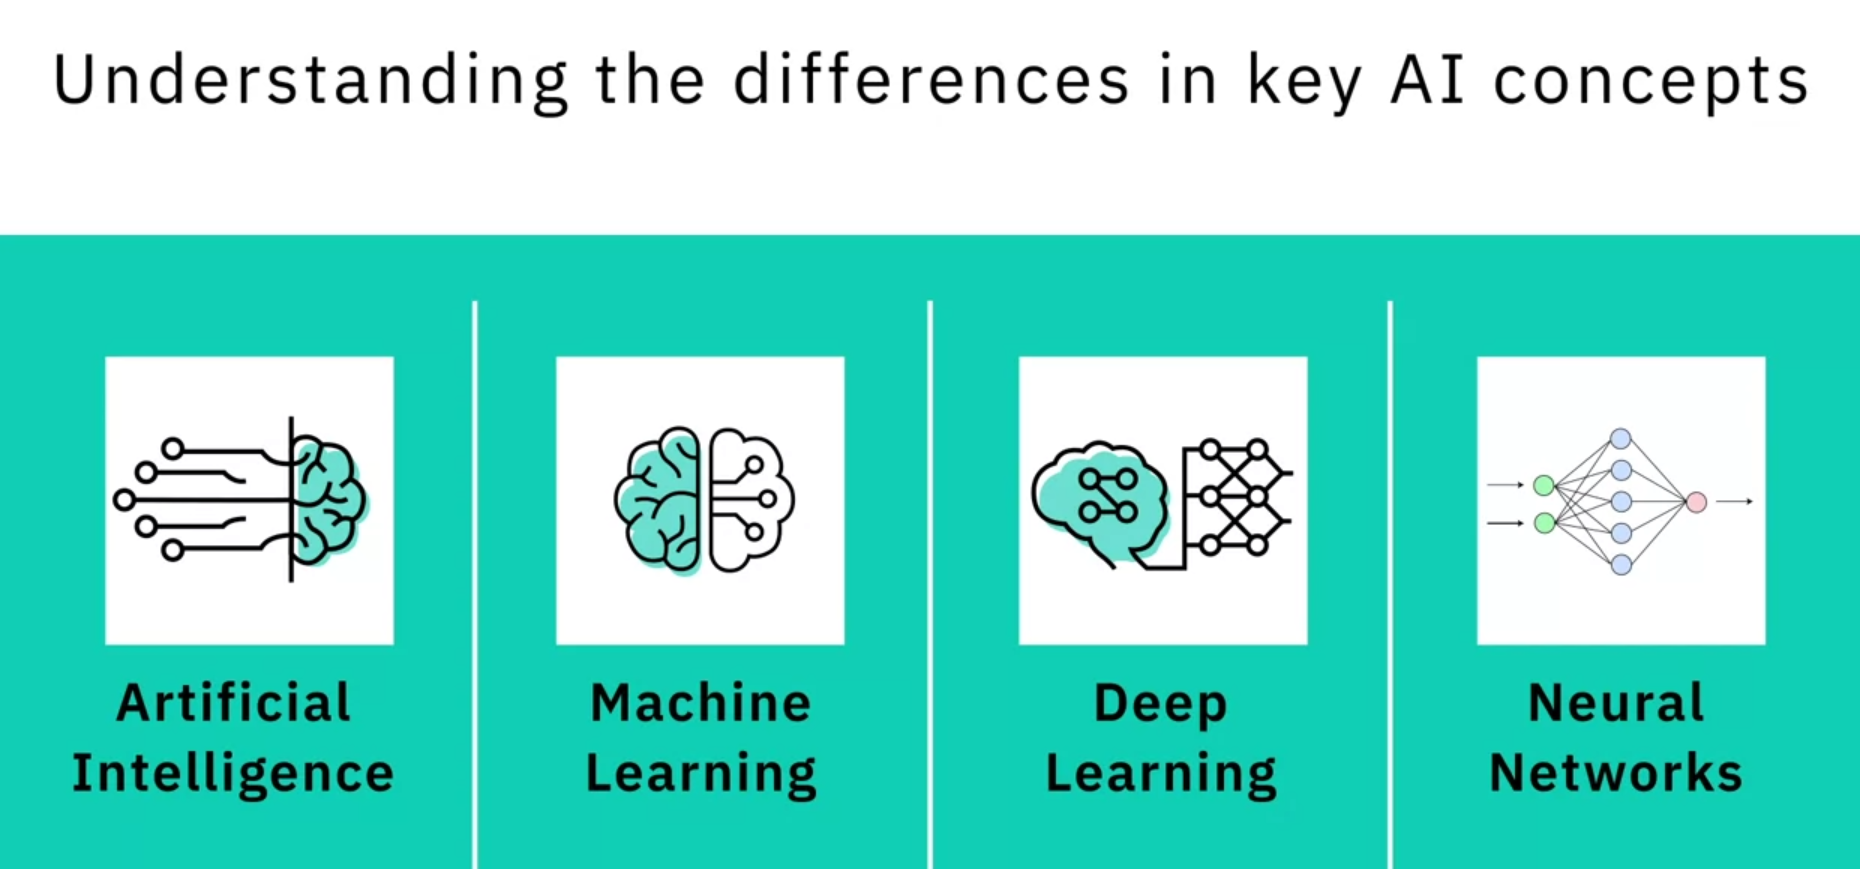 Understanding the differences in key AI concepts
Artificial
Intelligence
Machine
Learning
Deep
Learning
Neural
Networks